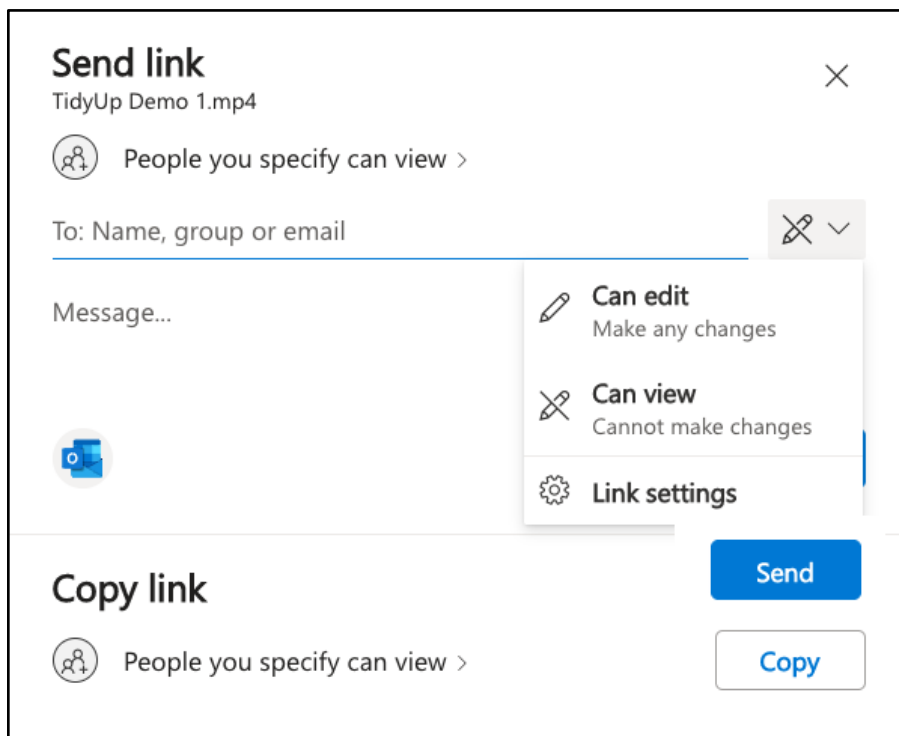 Send link
TidyUp Demo 1.mp4
People you specify can view >
To: Name, group or email
Can edit
Make any changes
Message...
Can view
Cannot make changes
Link settings
Send
Copy link
People you specify can view >
Copy